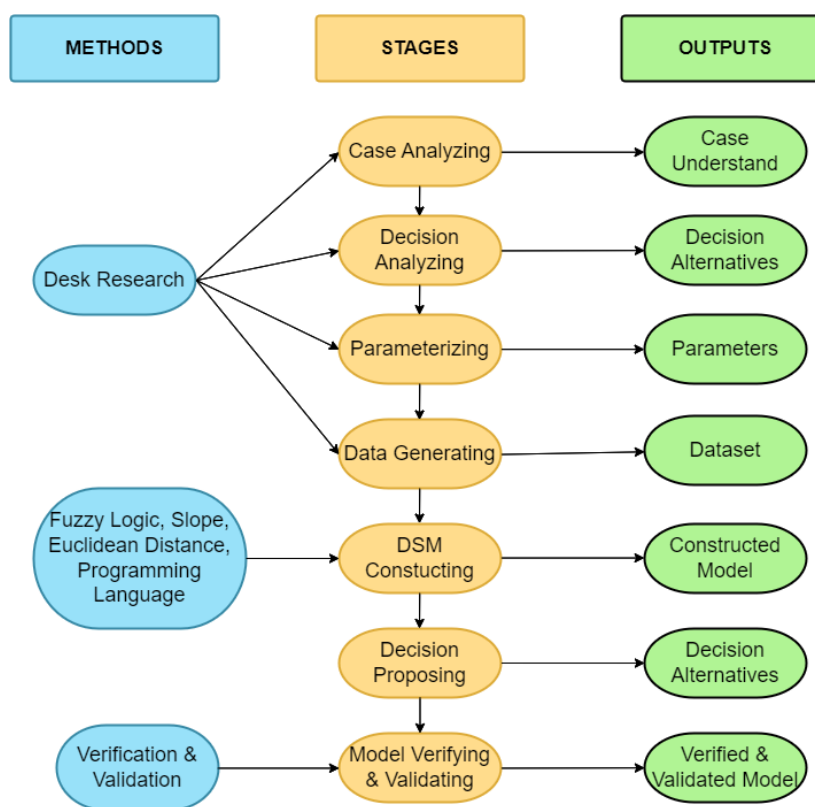 METHODS
STAGES
OUTPUTS
Case Analyzing
Case
Understand
Desk Research
Decision
Analyzing
Decision
Alternatives
Parameterizing
Parameters
Data Generating
Dataset
Fuzzy Logic, Slope,
Euclidean Distance,
Programming
Language
DSM
Constucting
Constructed
Model
Decision
Proposing
Decision
Alternatives
Verification &
Validation
Model Verifying
& Validating
Verified &
Validated Model